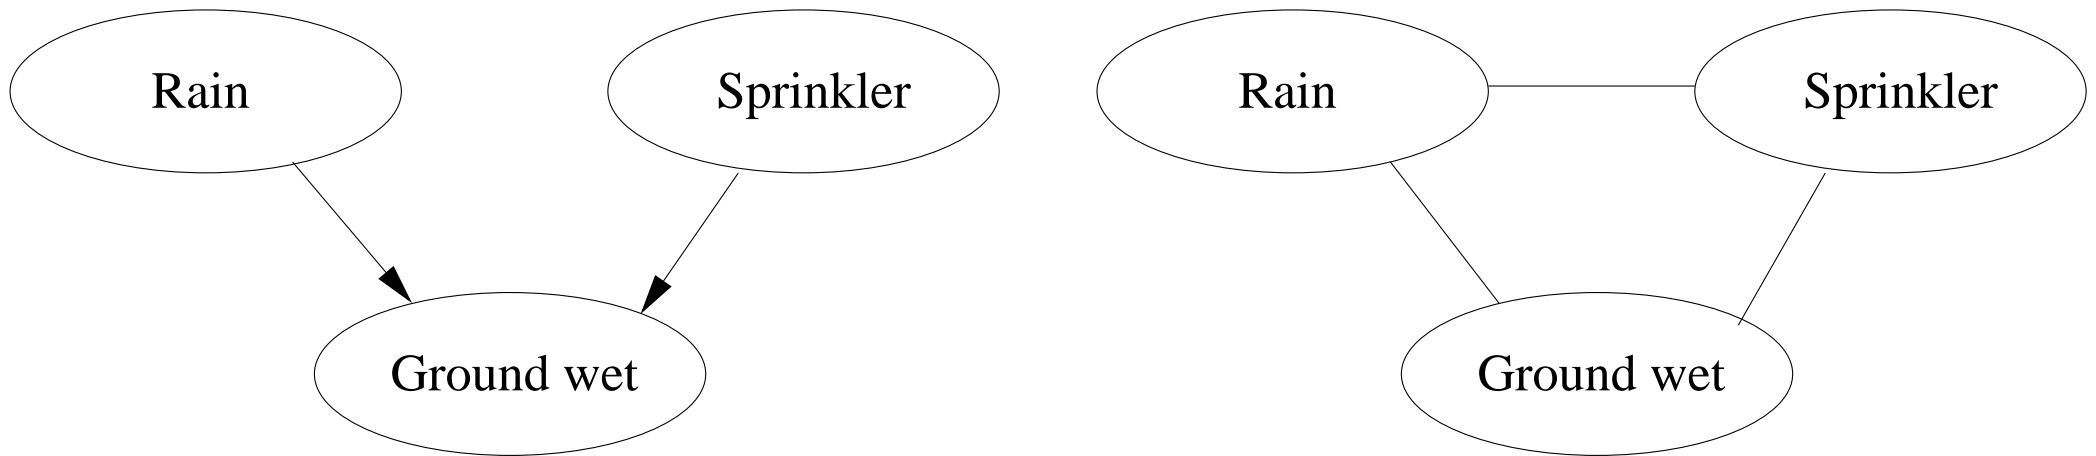 Rain
Sprinkler
Ground wet
Rain
Sprinkler
Ground wet